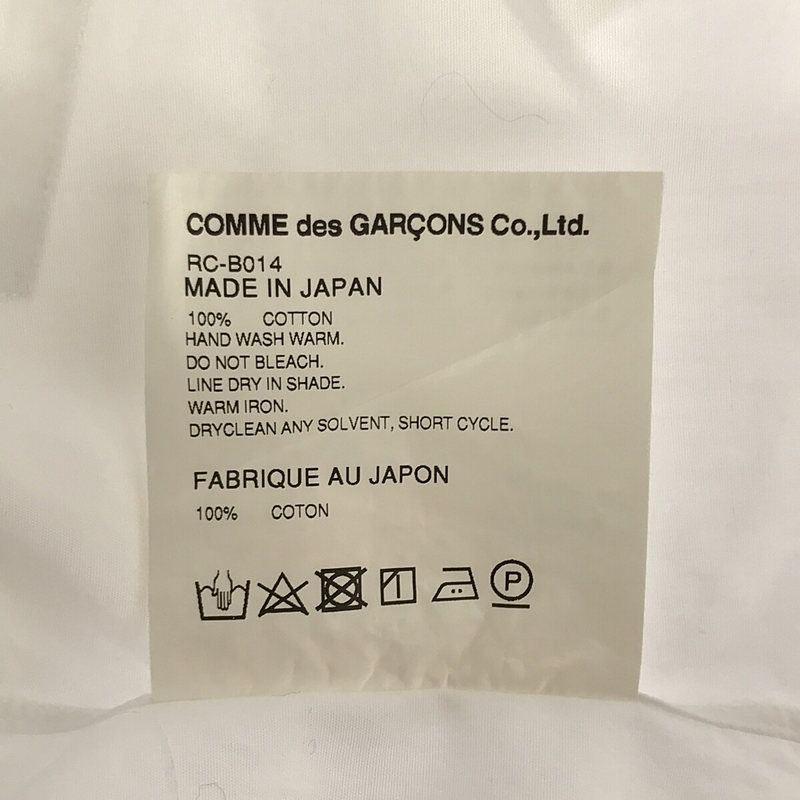 COMME des GARÇONS Co.,Ltd.
RC-B014
MADE IN JAPAN
100% COTTON
HAND WASH WARM.
DO NOT BLEACH.
LINE DRY IN SHADE.
WARM IRON.
DRYCLEAN ANY SOLVENT, SHORT CYCLE.
FABRIQUE AU JAPON
100% COTON
P